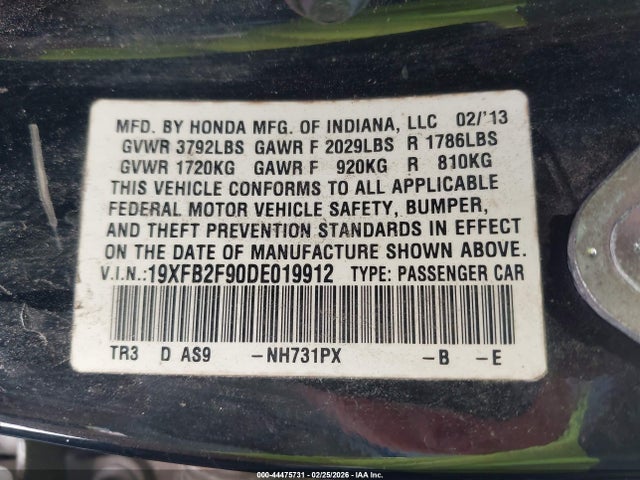 MFD. BY HONDA MFG. OF INDIANA, LLC 02/'13
GVWR 3792LBS GAWR F 2029LBS R 1786LBS
GVWR 1720KG GAWR F 920KG R 810KG
THIS VEHICLE CONFORMS TO ALL APPLICABLE
FEDERAL MOTOR VEHICLE SAFETY, BUMPER,
AND THEFT PREVENTION STANDARDS IN EFFECT
ON THE DATE OF MANUFACTURE SHOWN ABOVE.
V.I.N.:19XFB2F90DE019912 TYPE: PASSENGER CAR
TR3 D AS9 -NH731PX -B -E
000-44475731 - 02/25/2026 - IAA Inc.